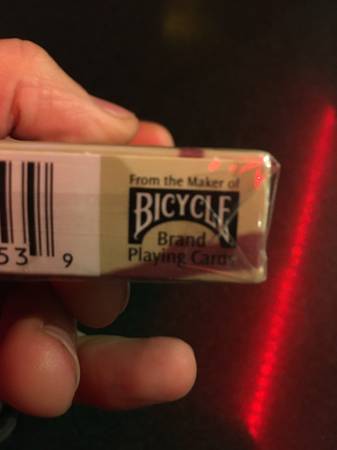 From the Maker of
BICYCLE
Brand
Playing Cards
53 9